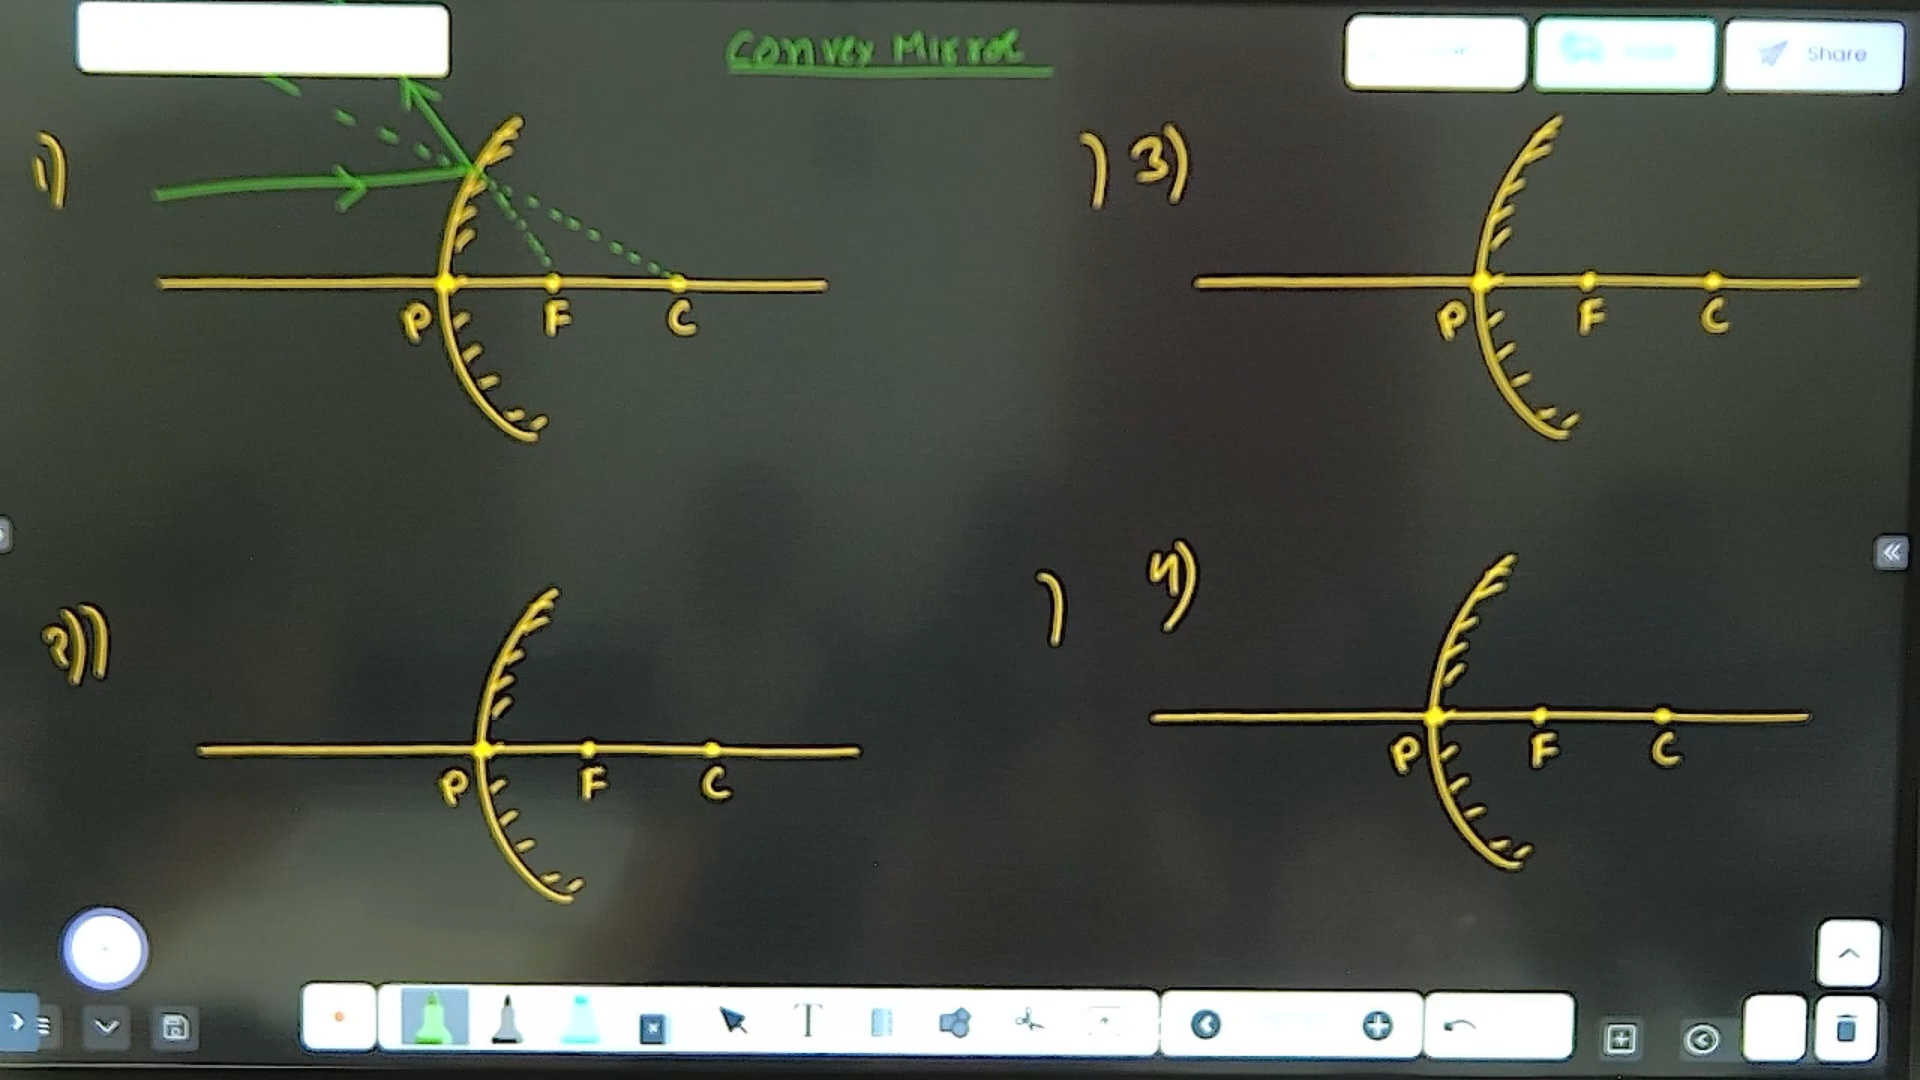 Convex Mirror
1)
P F C
) 3)
P F C
2))
P F C
) 4)
P F C
Share
T